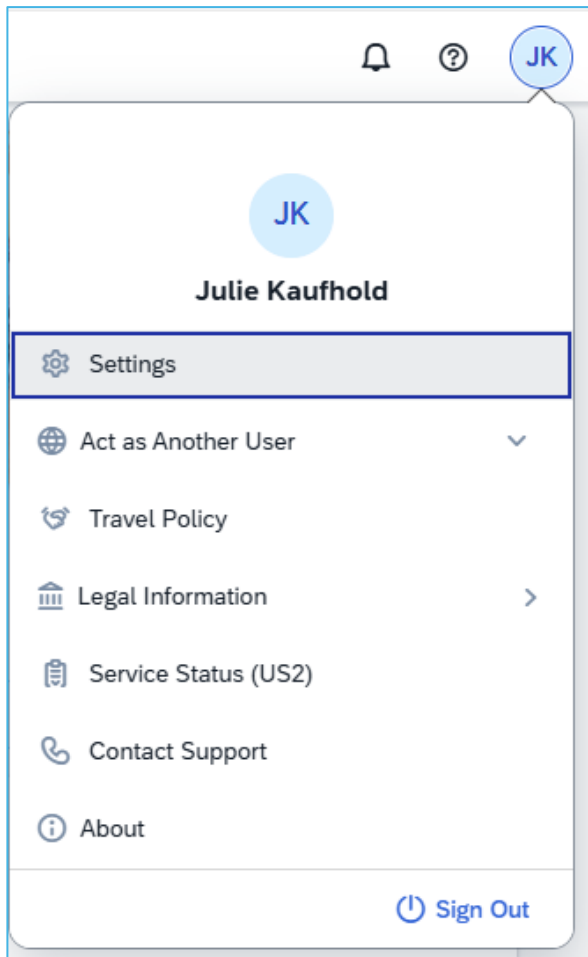 JK
JK
Julie Kaufhold
Settings
Act as Another User
Travel Policy
Legal Information
Service Status (US2)
Contact Support
About
Sign Out